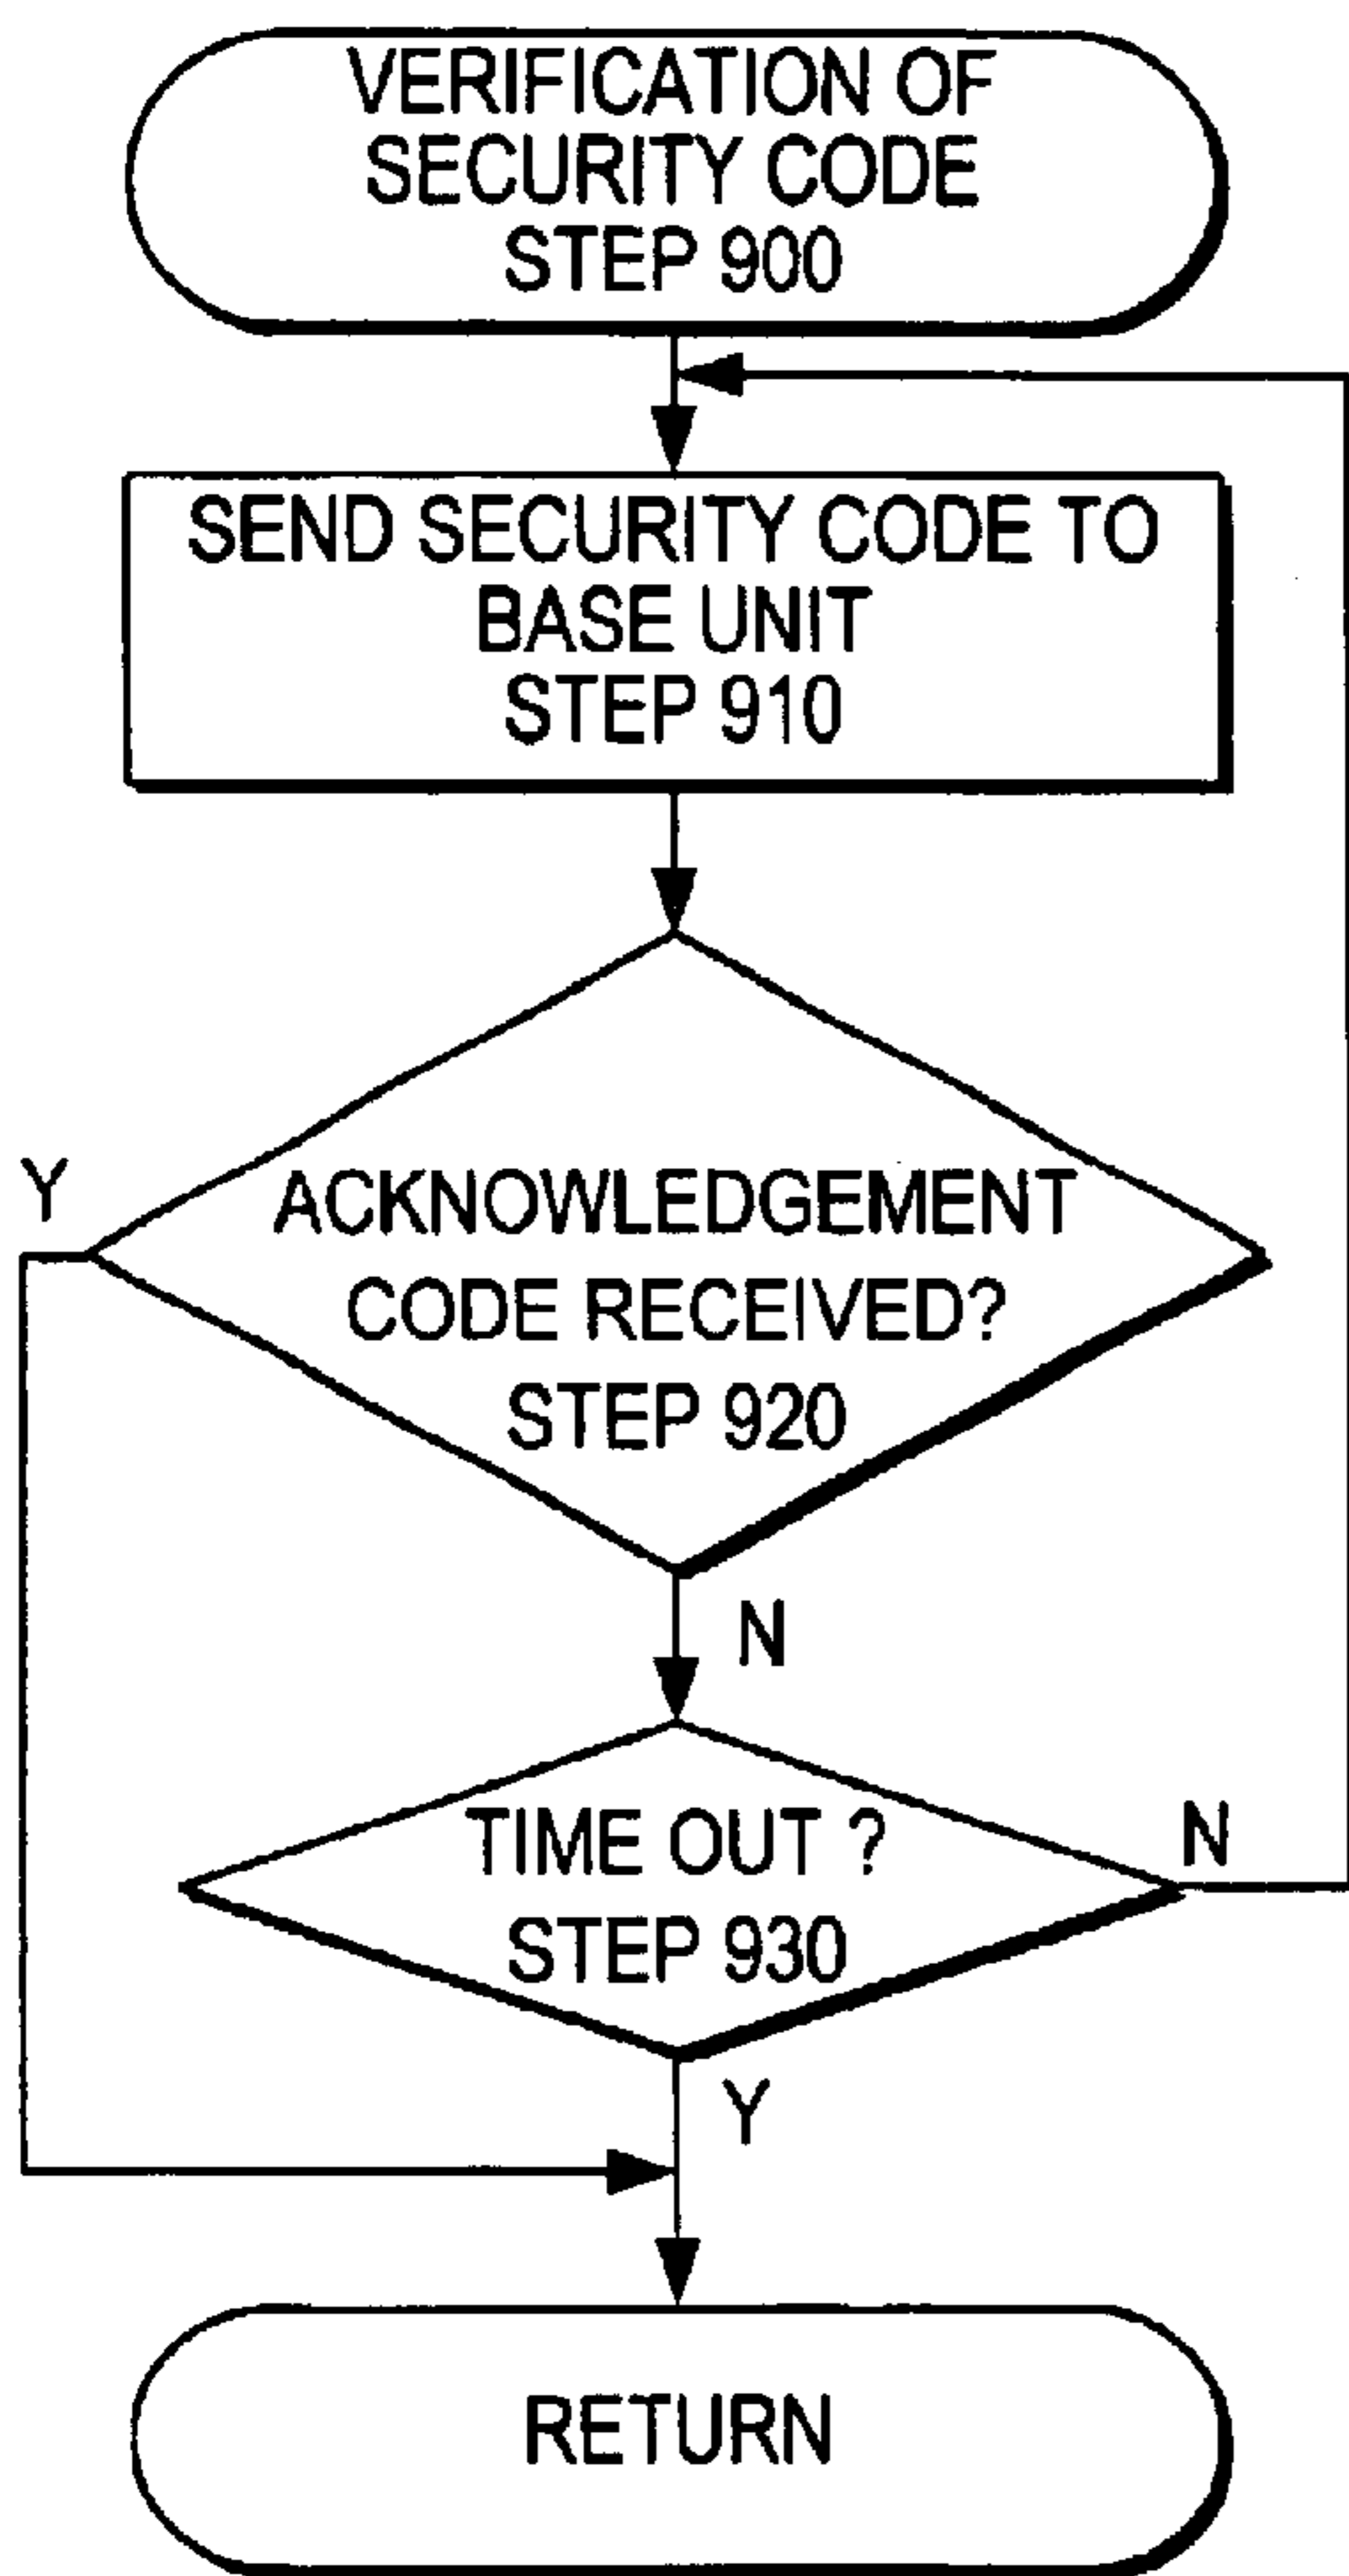 VERIFICATION OF
SECURITY CODE
STEP 900
SEND SECURITY CODE TO
BASE UNIT
STEP 910
Y
ACKNOWLEDGEMENT
CODE RECEIVED?
STEP 920
N
TIME OUT ?
N
STEP 930
Y
RETURN